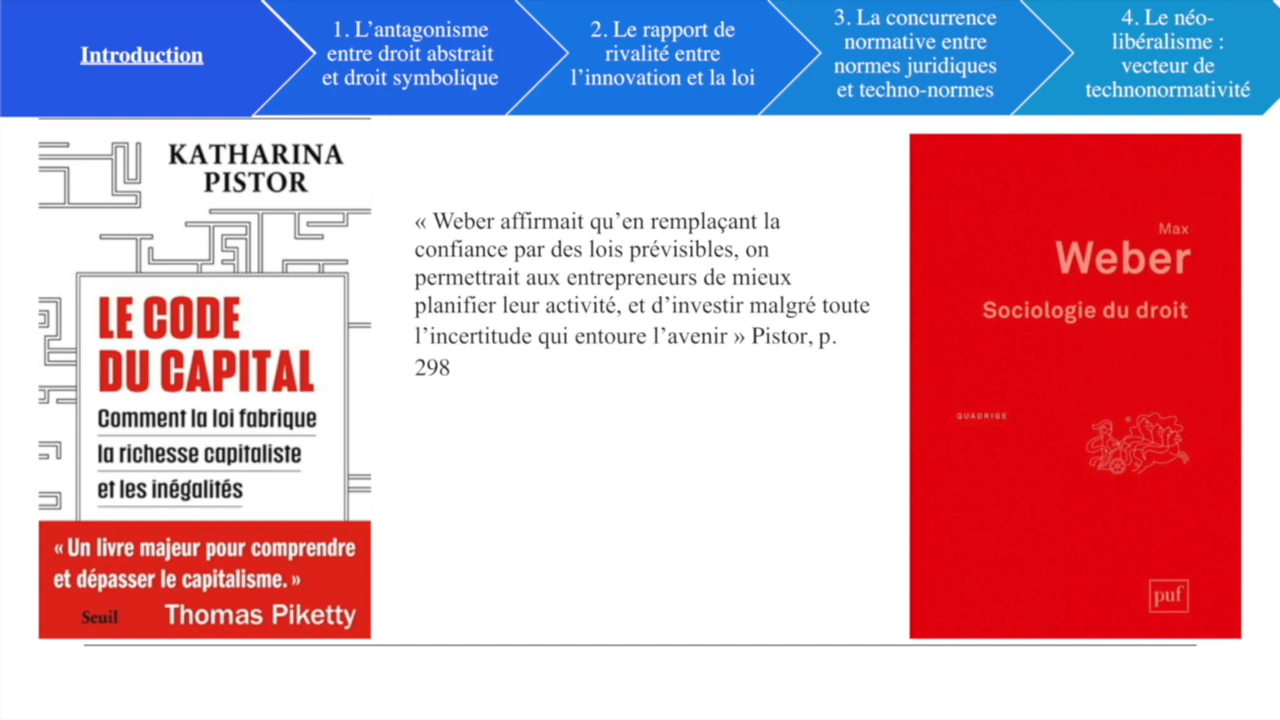 Introduction
1. L’antagonisme
entre droit abstrait
et droit symbolique
2. Le rapport de
rivalité entre
l’innovation et la loi
3. La concurrence
normative entre
normes juridiques
et techno-normes
4. Le néo-
libéralisme :
vecteur de
technonormativité
KATHARINA
PISTOR
LE CODE
DU CAPITAL
Comment la loi fabrique
la richesse capitaliste
et les inégalités
« Un livre majeur pour comprendre
et dépasser le capitalisme. »
Seuil Thomas Piketty
« Weber affirmait qu’en remplaçant la
confiance par des lois prévisibles, on
permettrait aux entrepreneurs de mieux
planifier leur activité, et d’investir malgré toute
l’incertitude qui entoure l’avenir » Pistor, p.
298
Max
Weber
Sociologie du droit
QUADRIGE
puf